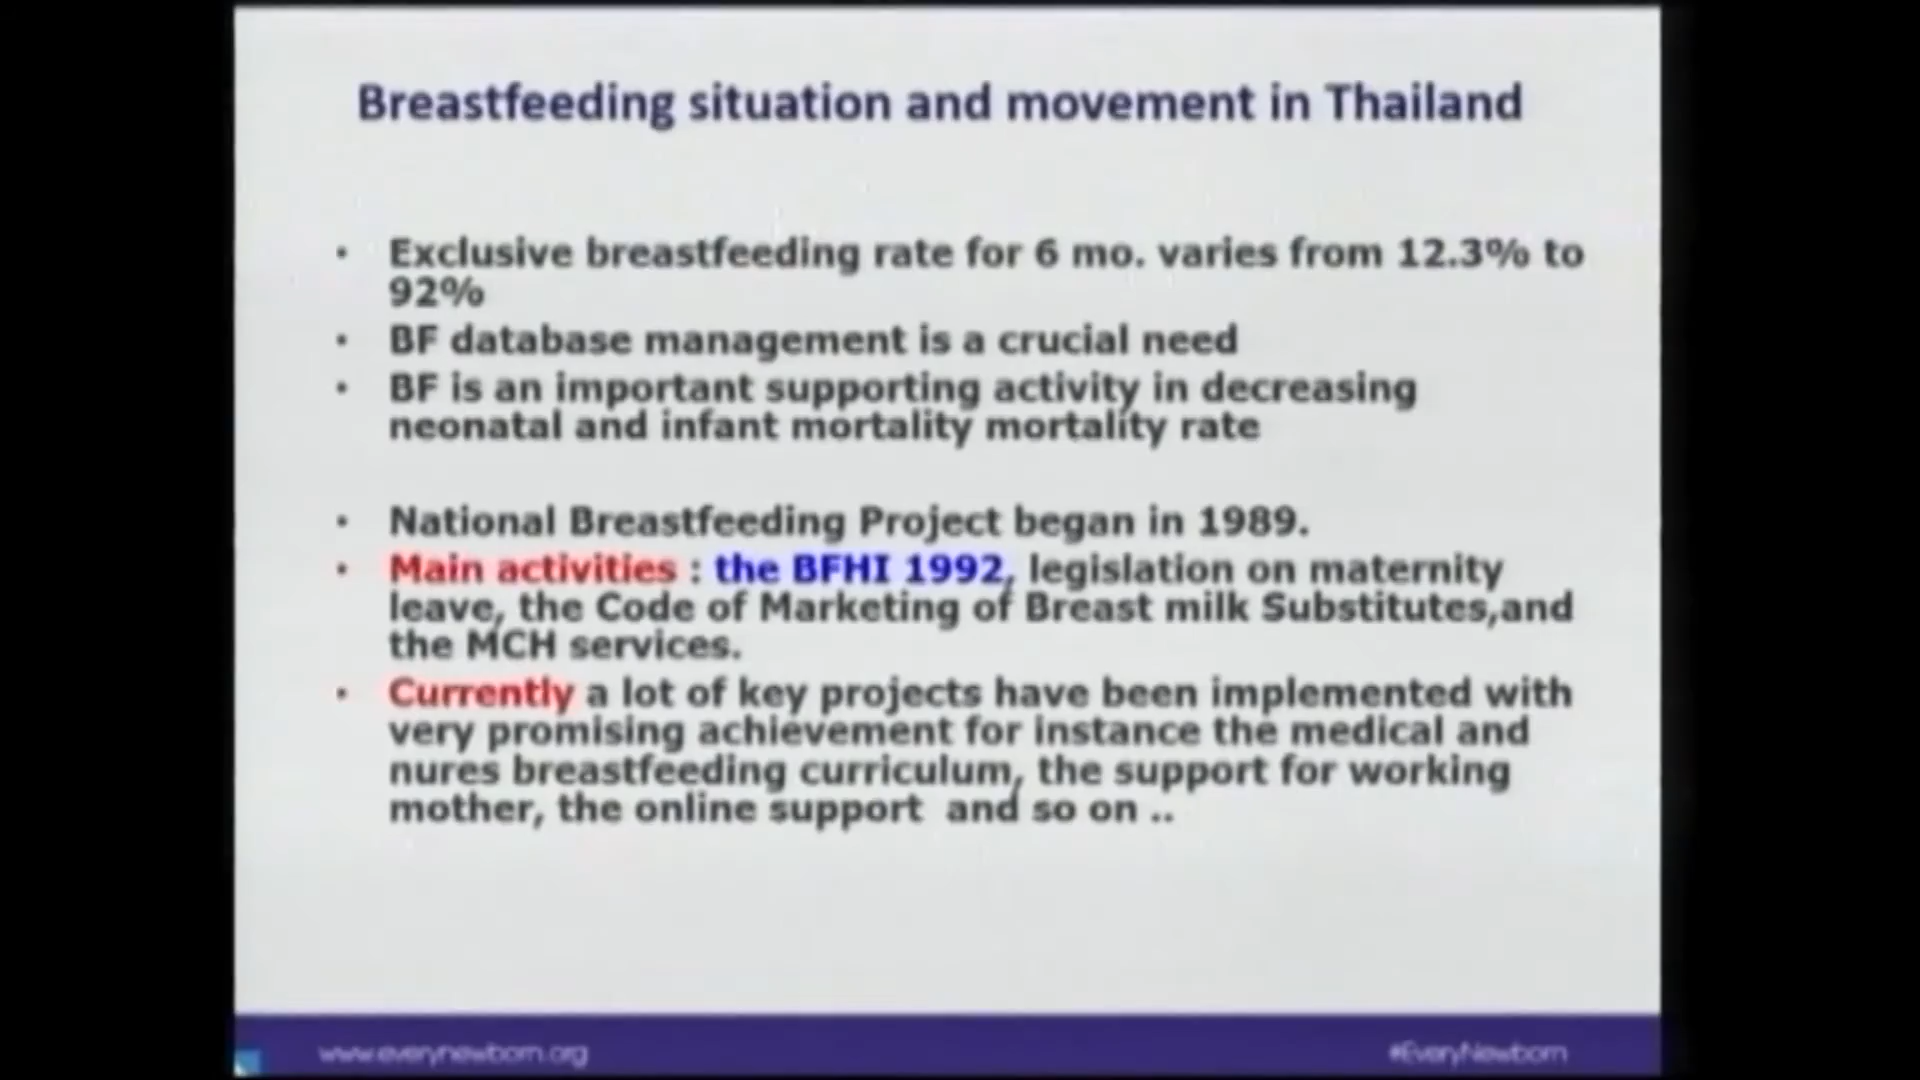 Breastfeeding situation and movement in Thailand
• Exclusive breastfeeding rate for 6 mo. varies from 12.3% to
92%
• BF database management is a crucial need
• BF is an important supporting activity in decreasing
neonatal and infant mortality mortality rate
• National Breastfeeding Project began in 1989.
• Main activities : the BFHI 1992, legislation on maternity
leave, the Code of Marketing of Breast milk Substitutes,and
the MCH services.
• Currently a lot of key projects have been implemented with
very promising achievement for instance the medical and
nures breastfeeding curriculum, the support for working
mother, the online support  and so on ..
www.everynewborn.org
#EveryNewborn